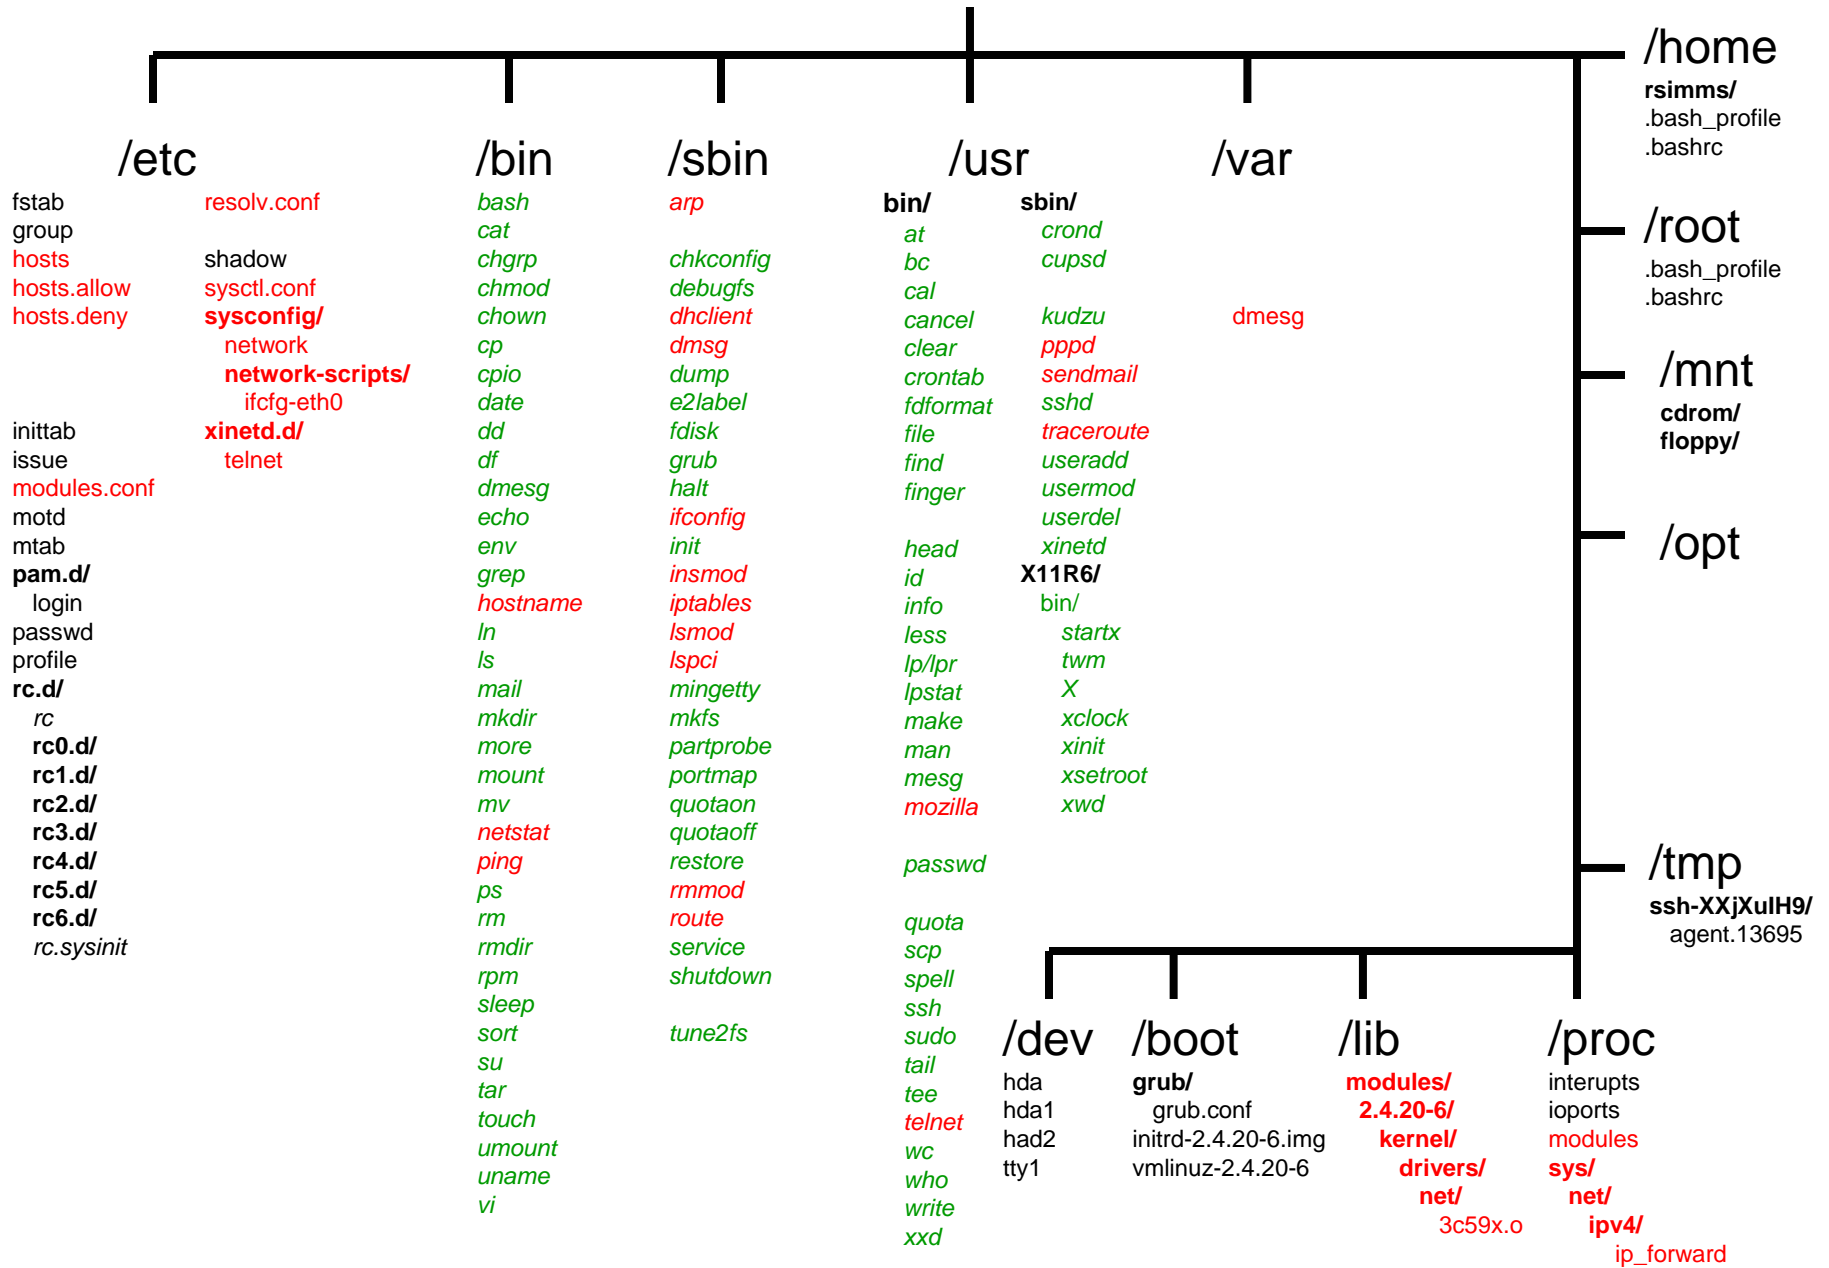 /etc
fstab
group
hosts
hosts.allow
hosts.deny
inittab
issue
modules.conf
motd
mtab
pam.d/
login
passwd
profile
rc.d/
rc
rc0.d/
rc1.d/
rc2.d/
rc3.d/
rc4.d/
rc5.d/
rc6.d/
rc.sysinit
resolv.conf
shadow
sysctl.conf
sysconfig/
network
network-scripts/
ifcfg-eth0
xinetd.d/
telnet
/bin
bash
cat
chgrp
chmod
chown
cp
cpio
date
dd
df
dmesg
echo
env
grep
hostname
ln
ls
mail
mkdir
more
mount
mv
netstat
ping
ps
rm
rmdir
rpm
sleep
sort
su
tar
touch
umount
uname
vi
/sbin
arp
chkconfig
debugfs
dhclient
dmsg
dump
e2label
fdisk
grub
halt
ifconfig
init
insmod
iptables
lsmod
lspci
mingetty
mkfs
partprobe
portmap
quotaon
quotaoff
restore
rmmod
route
service
shutdown
tune2fs
/usr
bin/
at
bc
cal
cancel
clear
crontab
fdformat
file
find
finger
head
id
info
less
lp/lpr
lpstat
make
man
mesg
mozilla
passwd
quota
scp
spell
ssh
sudo
tail
tee
telnet
wc
who
write
xxd
sbin/
crond
cupsd
kudzu
pppd
sendmail
sshd
traceroute
useradd
usermod
userdel
xinetd
X11R6/
bin/
startx
twm
X
xclock
xinit
xsetroot
xwd
/var
dmesg
/home
rsimms/
.bash_profile
.bashrc
/root
.bash_profile
.bashrc
/mnt
cdrom/
floppy/
/opt
/tmp
ssh-XXjXuIH9/
agent.13695
/dev
hda
hda1
had2
tty1
/boot
grub/
grub.conf
initrd-2.4.20-6.img
vmlinuz-2.4.20-6
/lib
modules/
2.4.20-6/
kernel/
drivers/
net/
3c59x.o
/proc
interupts
ioports
modules
sys/
net/
ipv4/
ip_forward